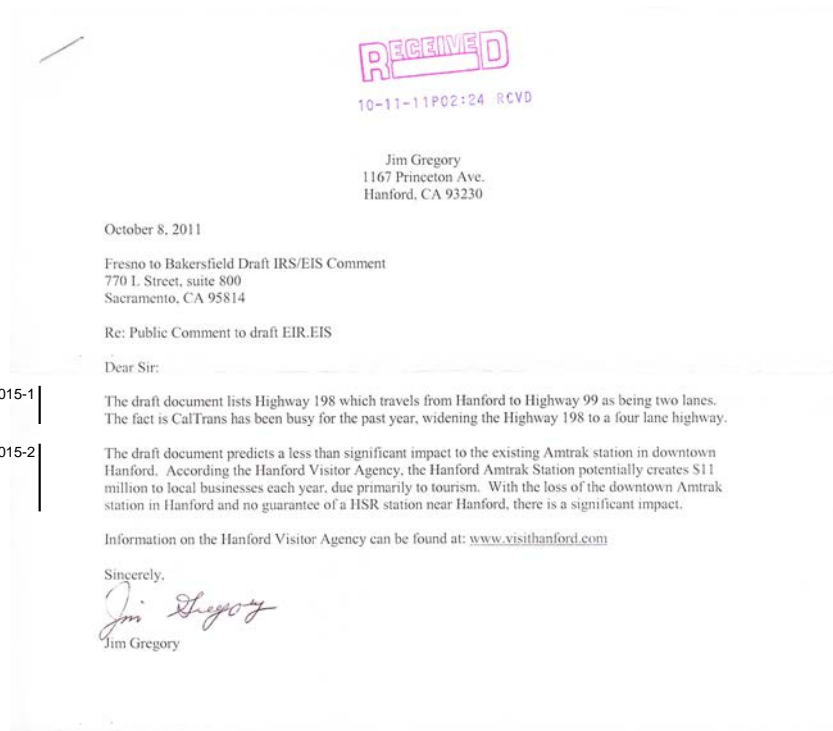 RECEIVED
10-11-11P02:24 RCVD
Jim Gregory
1167 Princeton Ave.
Hanford, CA 93230
October 8, 2011
Fresno to Bakersfield Draft IRS/EIS Comment
770 L Street, suite 800
Sacramento, CA 95814
Re: Public Comment to draft EIR.EIS
Dear Sir:
015-1
The draft document lists Highway 198 which travels from Hanford to Highway 99 as being two lanes.
The fact is CalTrans has been busy for the past year, widening the Highway 198 to a four lane highway.
015-2
The draft document predicts a less than significant impact to the existing Amtrak station in downtown
Hanford. According the Hanford Visitor Agency, the Hanford Amtrak Station potentially creates $11
million to local businesses each year, due primarily to tourism. With the loss of the downtown Amtrak
station in Hanford and no guarantee of a HSR station near Hanford, there is a significant impact.
Information on the Hanford Visitor Agency can be found at: www.visithanford.com
Sincerely,
Jim Gregory
Jim Gregory